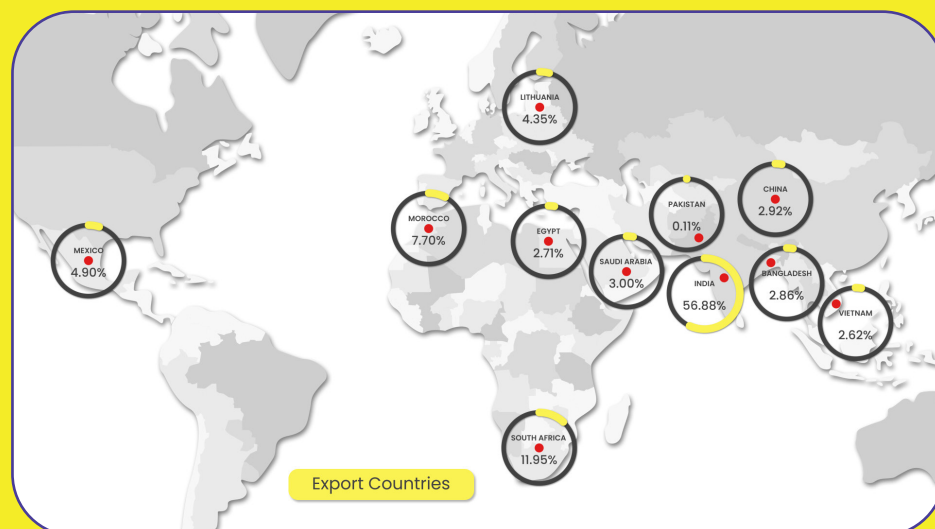 LITHUANIA
4.35%
MOROCCO
7.70%
EGYPT
2.71%
MEXICO
4.90%
SAUDI ARABIA
3.00%
PAKISTAN
0.11%
CHINA
2.92%
INDIA
56.88%
BANGLADESH
2.86%
VIETNAM
2.62%
SOUTH AFRICA
11.95%
Export Countries